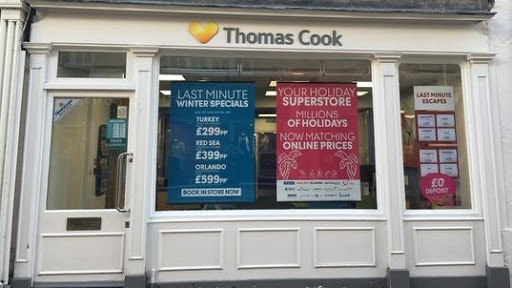 Thomas Cook
LAST MINUTE
WINTER SPECIALS
TURKEY
£299PP
RED SEA
£399PP
ORLANDO
£599PP
BOOK IN STORE NOW
YOUR HOLIDAY
SUPERSTORE
MILLIONS
OF HOLIDAYS
NOW MATCHING
ONLINE PRICES
LAST MINUTE
ESCAPES
£0
DEPOSIT